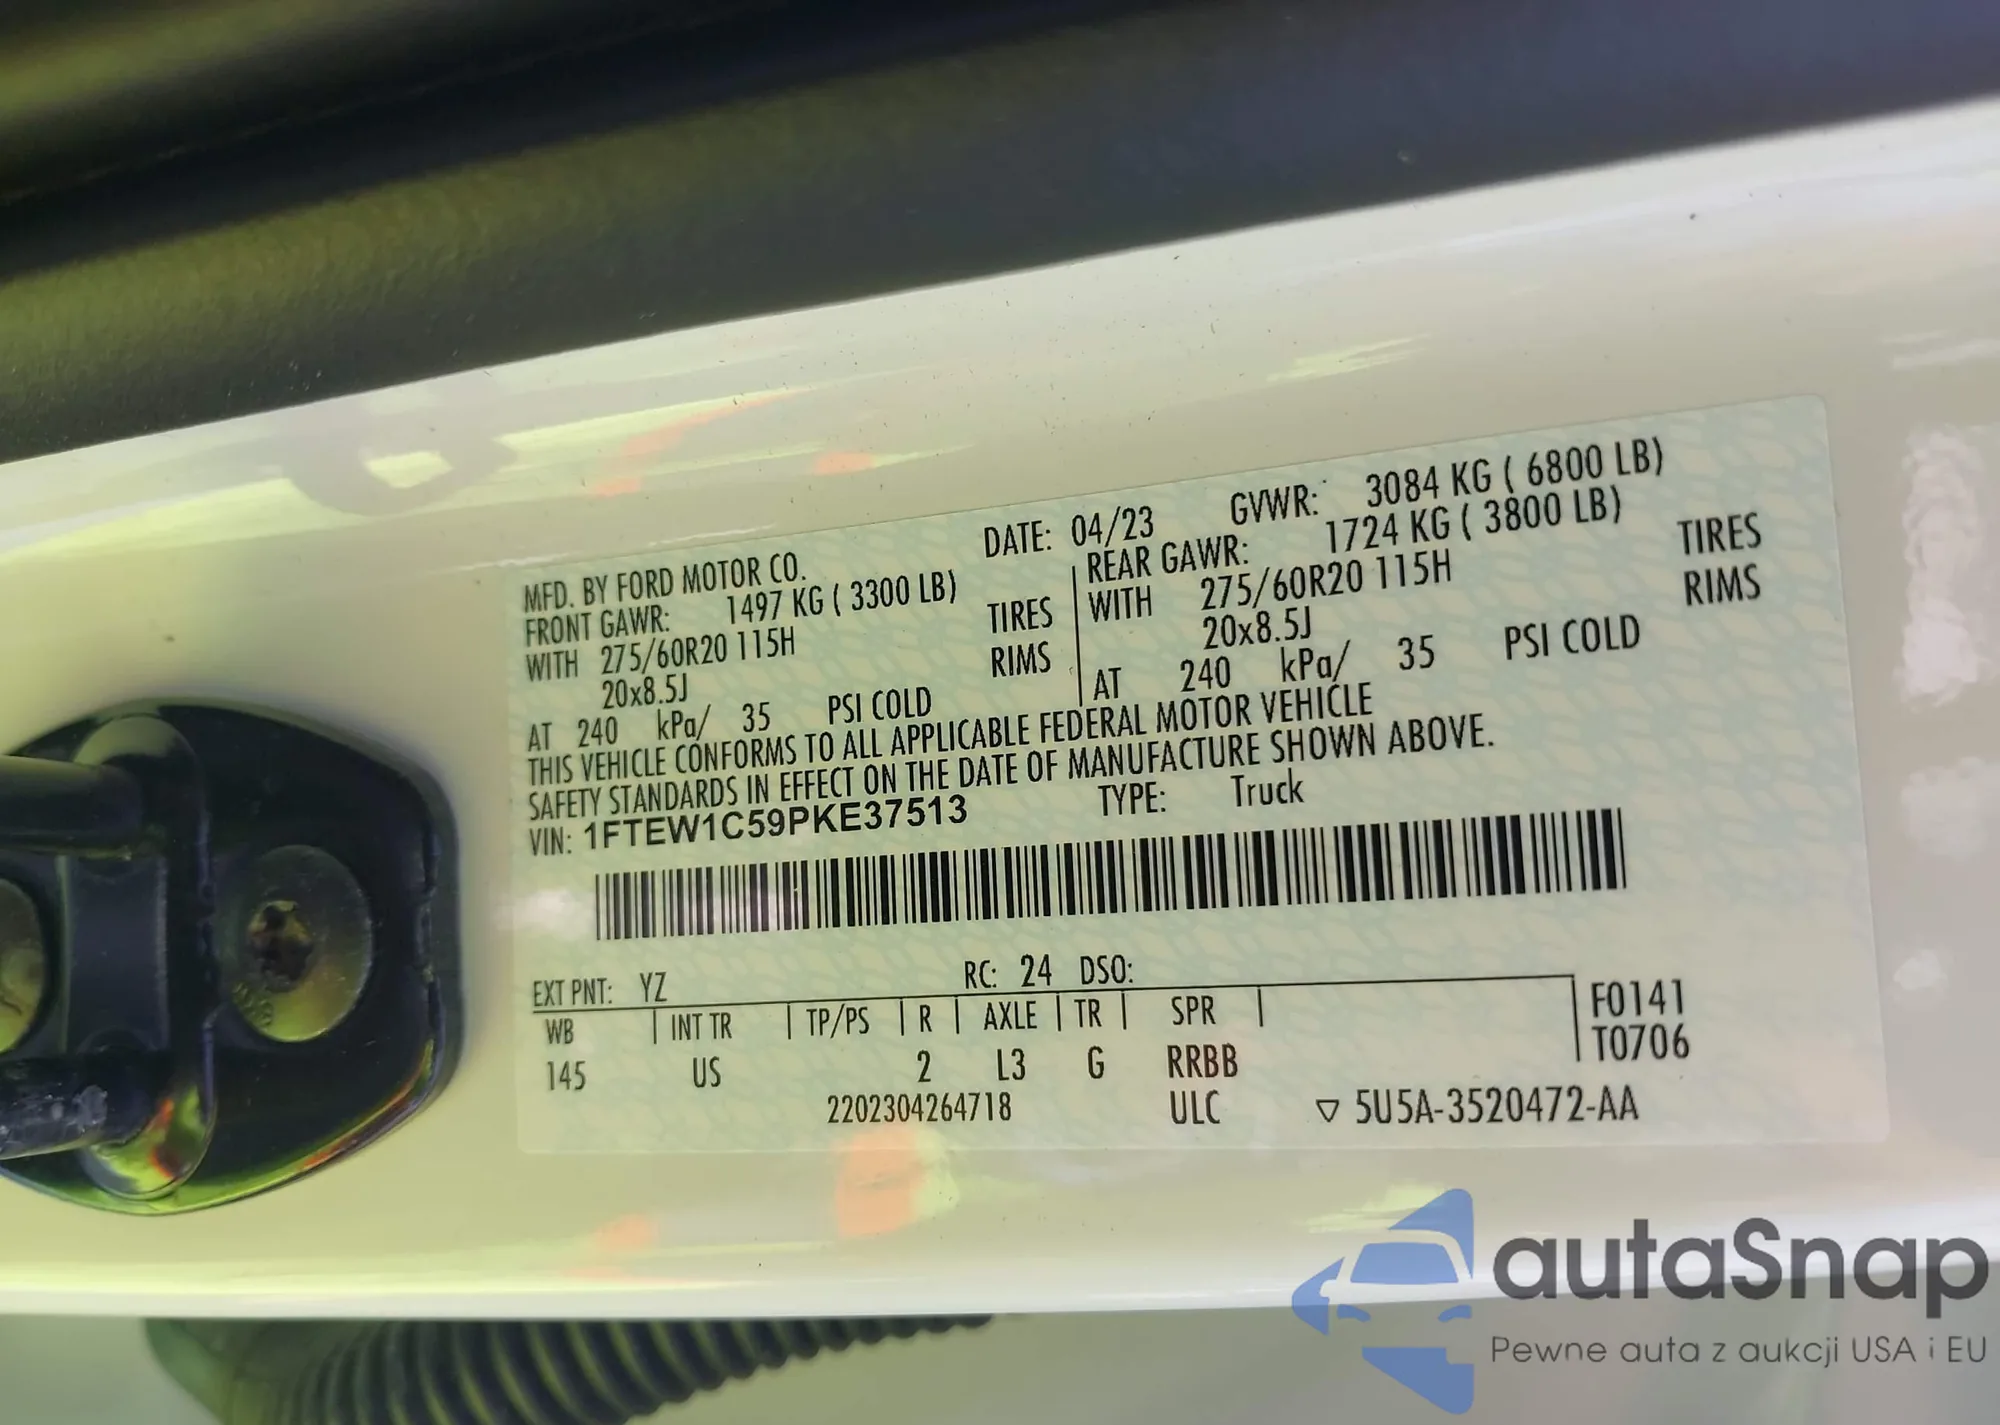 MFD. BY FORD MOTOR CO.
DATE: 04/23
GVWR: 3084 KG ( 6800 LB)
FRONT GAWR: 1497 KG ( 3300 LB)
WITH 275/60R20 115H TIRES
20x8.5J RIMS
AT 240 kPa/ 35 PSI COLD
REAR GAWR: 1724 KG ( 3800 LB)
WITH 275/60R20 115H TIRES
20x8.5J RIMS
AT 240 kPa/ 35 PSI COLD
THIS VEHICLE CONFORMS TO ALL APPLICABLE FEDERAL MOTOR VEHICLE
SAFETY STANDARDS IN EFFECT ON THE DATE OF MANUFACTURE SHOWN ABOVE.
VIN: 1FTEW1C59PKE37513
TYPE: Truck
EXT PNT: YZ RC: 24 DSO:
WB INT TR TP/PS R AXLE TR SPR
145 US 2 L3 G RRBB
F0141
T0706
2202304264718 ULC ▽ 5U5A-3520472-AA
autaSnap
Pewne auta z aukcji USA i EU